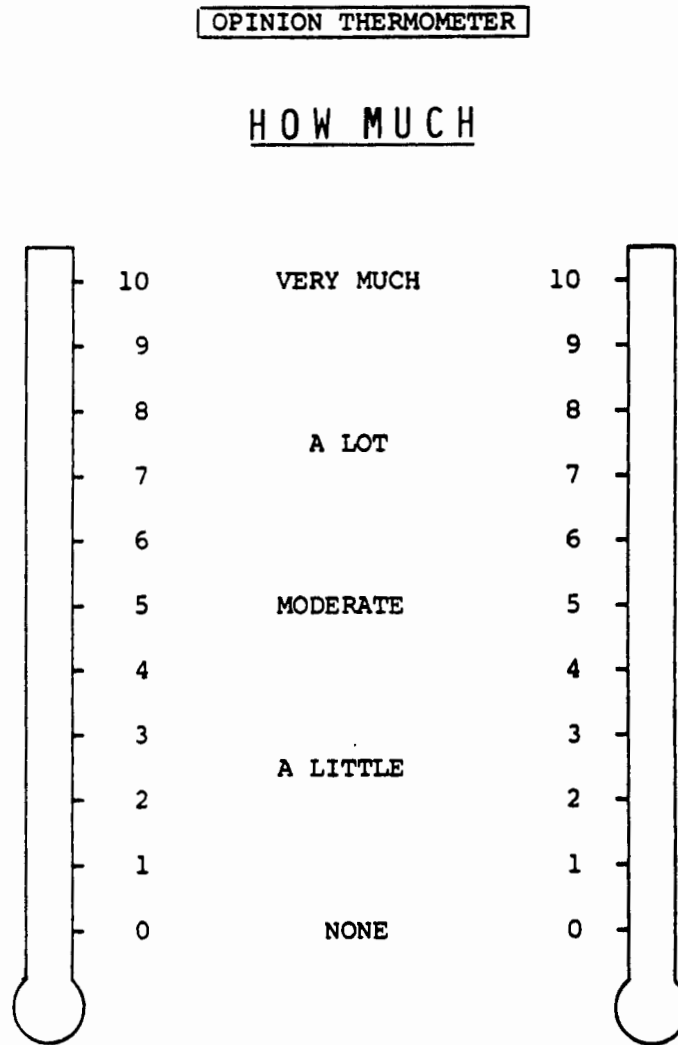 OPINION THERMOMETER
HOW MUCH
10 VERY MUCH 10
9 9
8 8
A LOT
7 7
6 6
5 MODERATE 5
4 4
3 3
A LITTLE
2 2
1 1
0 NONE 0